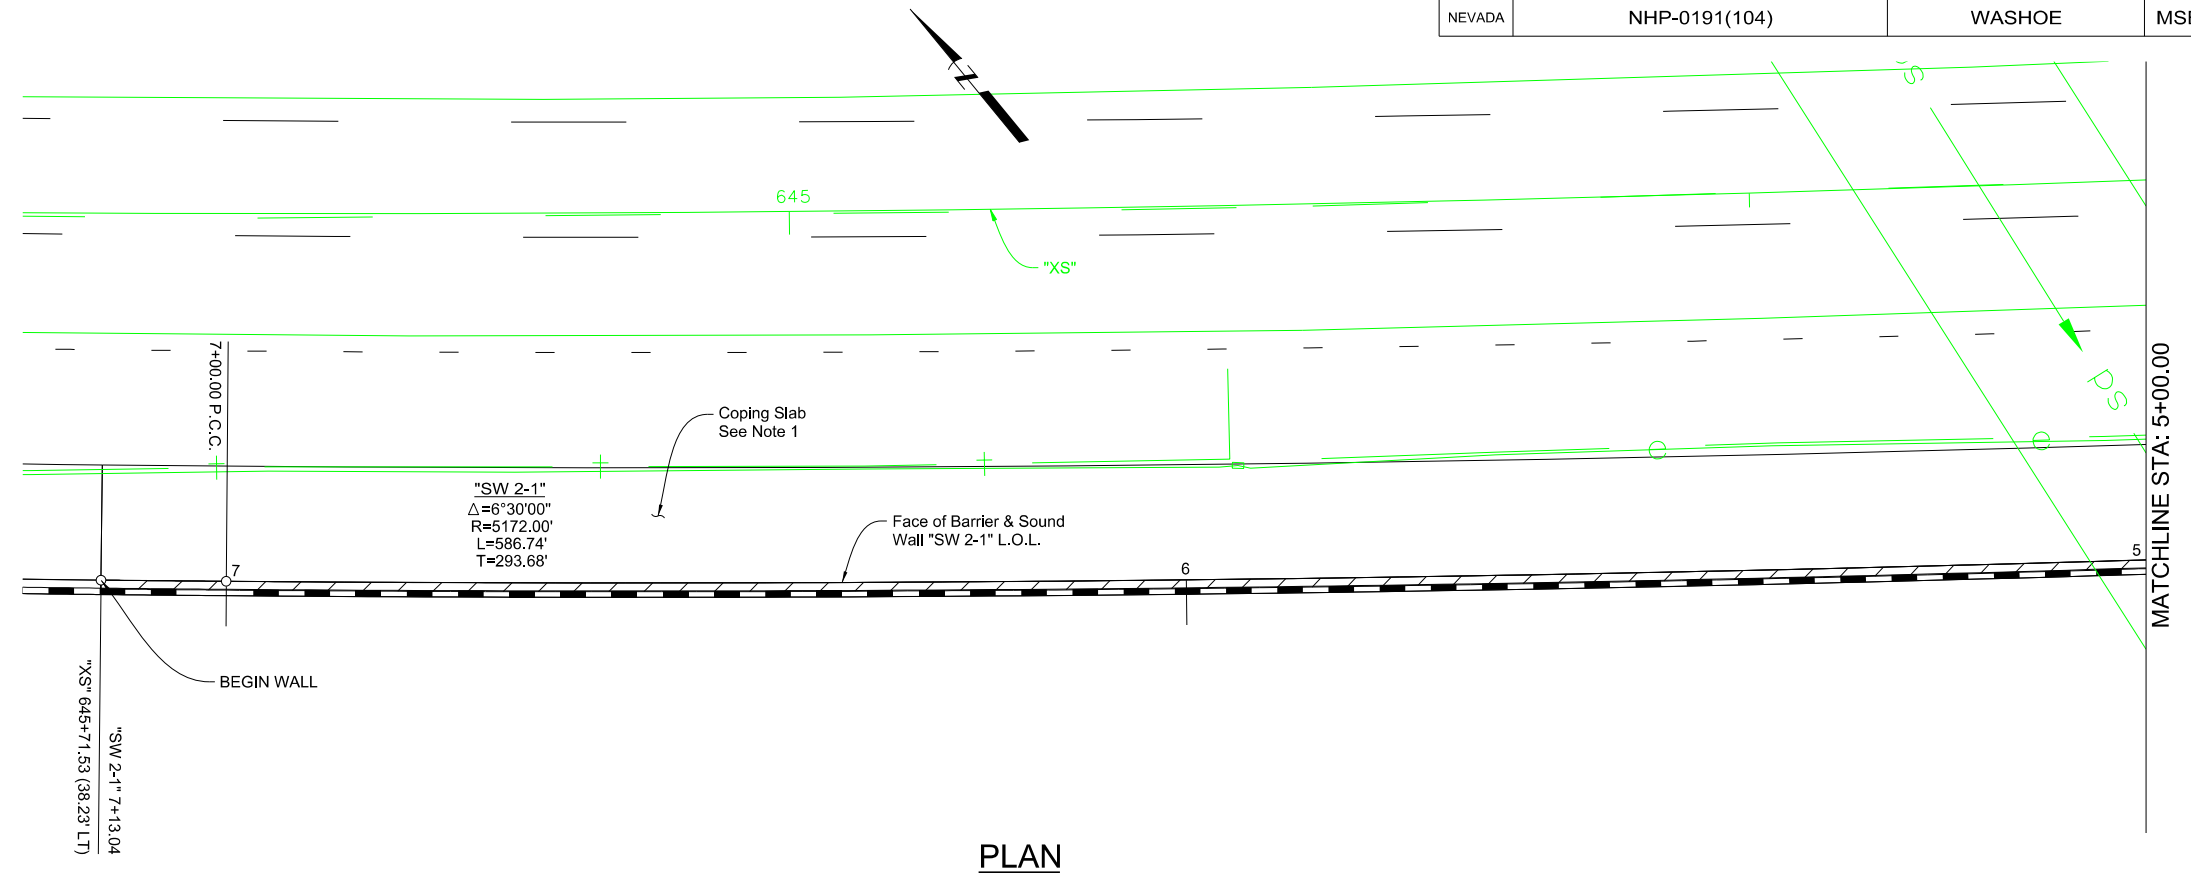 NEVADA
NHP-0191(104)
WASHOE
N
645
"XS"
7+00.00 P.C.C.
Coping Slab
See Note 1
"SW 2-1"
Δ=6°30'00"
R=5172.00'
L=586.74'
T=293.68'
Face of Barrier & Sound
Wall "SW 2-1" L.O.L.
7
6
5
e
e
ps
MATCHLINE STA: 5+00.00
BEGIN WALL
"SW 2-1" 7+13.04
"XS" 645+71.53 (38.23' LT)
PLAN